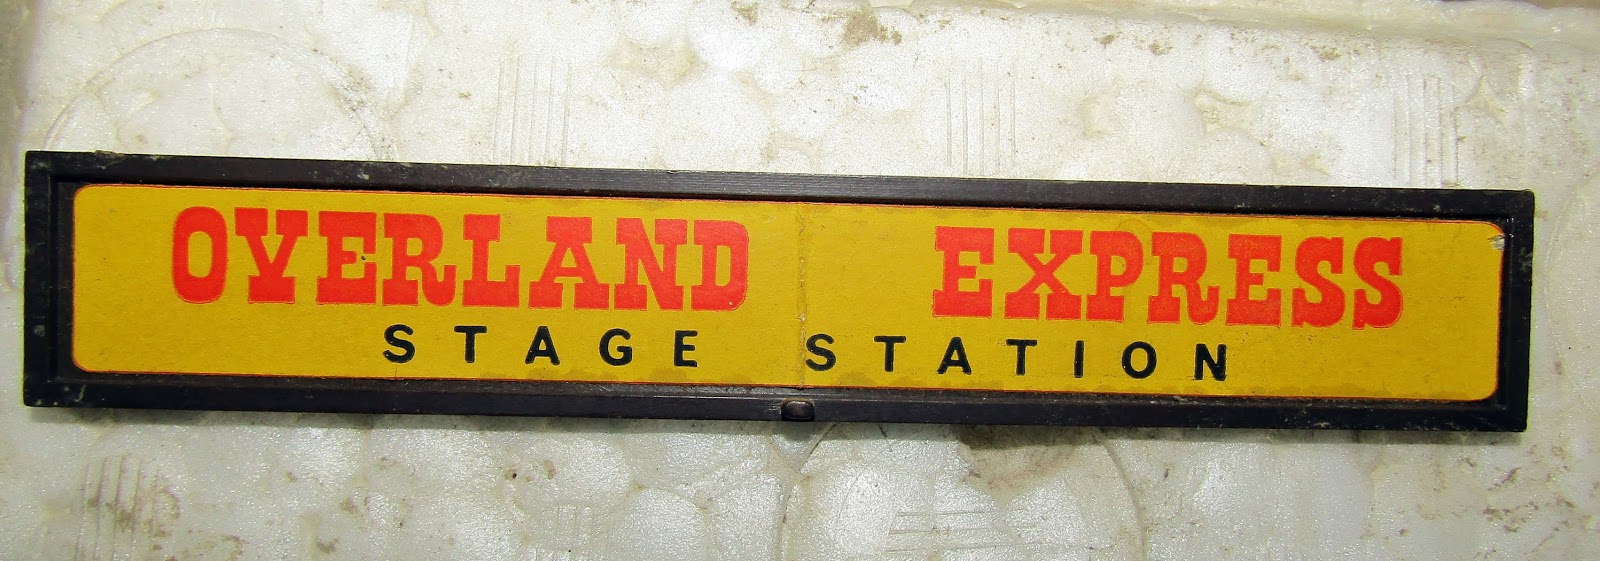 OVERLAND EXPRESS
STAGE STATION